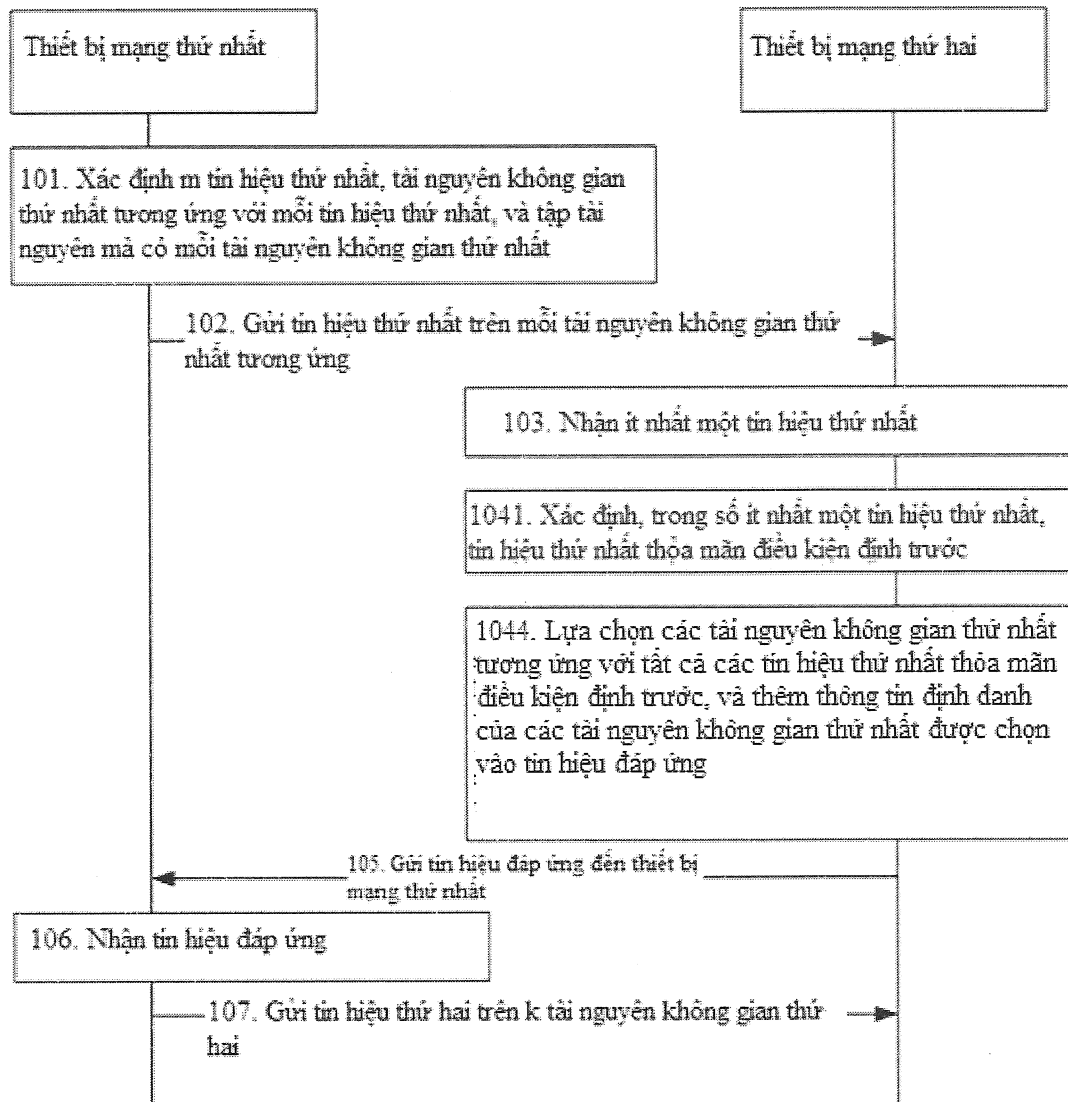 Thiết bị mạng thứ nhất
Thiết bị mạng thứ hai
101. Xác định m tín hiệu thứ nhất, tài nguyên không gian
thứ nhất tương ứng với mỗi tín hiệu thứ nhất, và tập tài
nguyên mà có mỗi tài nguyên không gian thứ nhất
102. Gửi tín hiệu thứ nhất trên mỗi tài nguyên không gian thứ
nhất tương ứng
103. Nhận ít nhất một tín hiệu thứ nhất
1041. Xác định, trong số ít nhất một tín hiệu thứ nhất,
tín hiệu thứ nhất thỏa mãn điều kiện định trước
1044. Lựa chọn các tài nguyên không gian thứ nhất
tương ứng với tất cả các tín hiệu thứ nhất thỏa mãn
điều kiện định trước, và thêm thông tin định danh
của các tài nguyên không gian thứ nhất được chọn
vào tín hiệu đáp ứng
105. Gửi tín hiệu đáp ứng đến thiết bị
mạng thứ nhất
106. Nhận tín hiệu đáp ứng
107. Gửi tín hiệu thứ hai trên k tài nguyên không gian thứ
hai